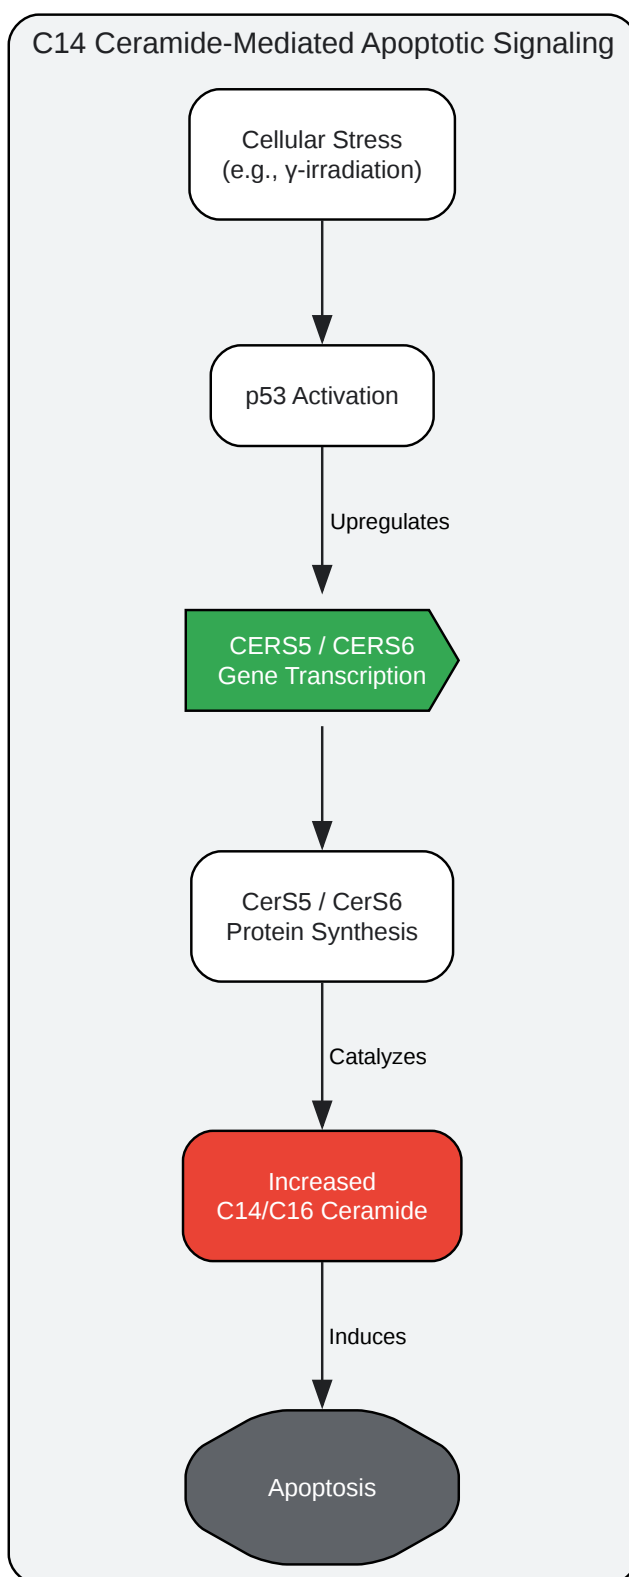 C14 Ceramide-Mediated Apoptotic Signaling
Cellular Stress
(e.g., γ-irradiation)
p53 Activation
Upregulates
CERS5 / CERS6
Gene Transcription
CerS5 / CerS6
Protein Synthesis
Catalyzes
Increased
C14/C16 Ceramide
Induces
Apoptosis